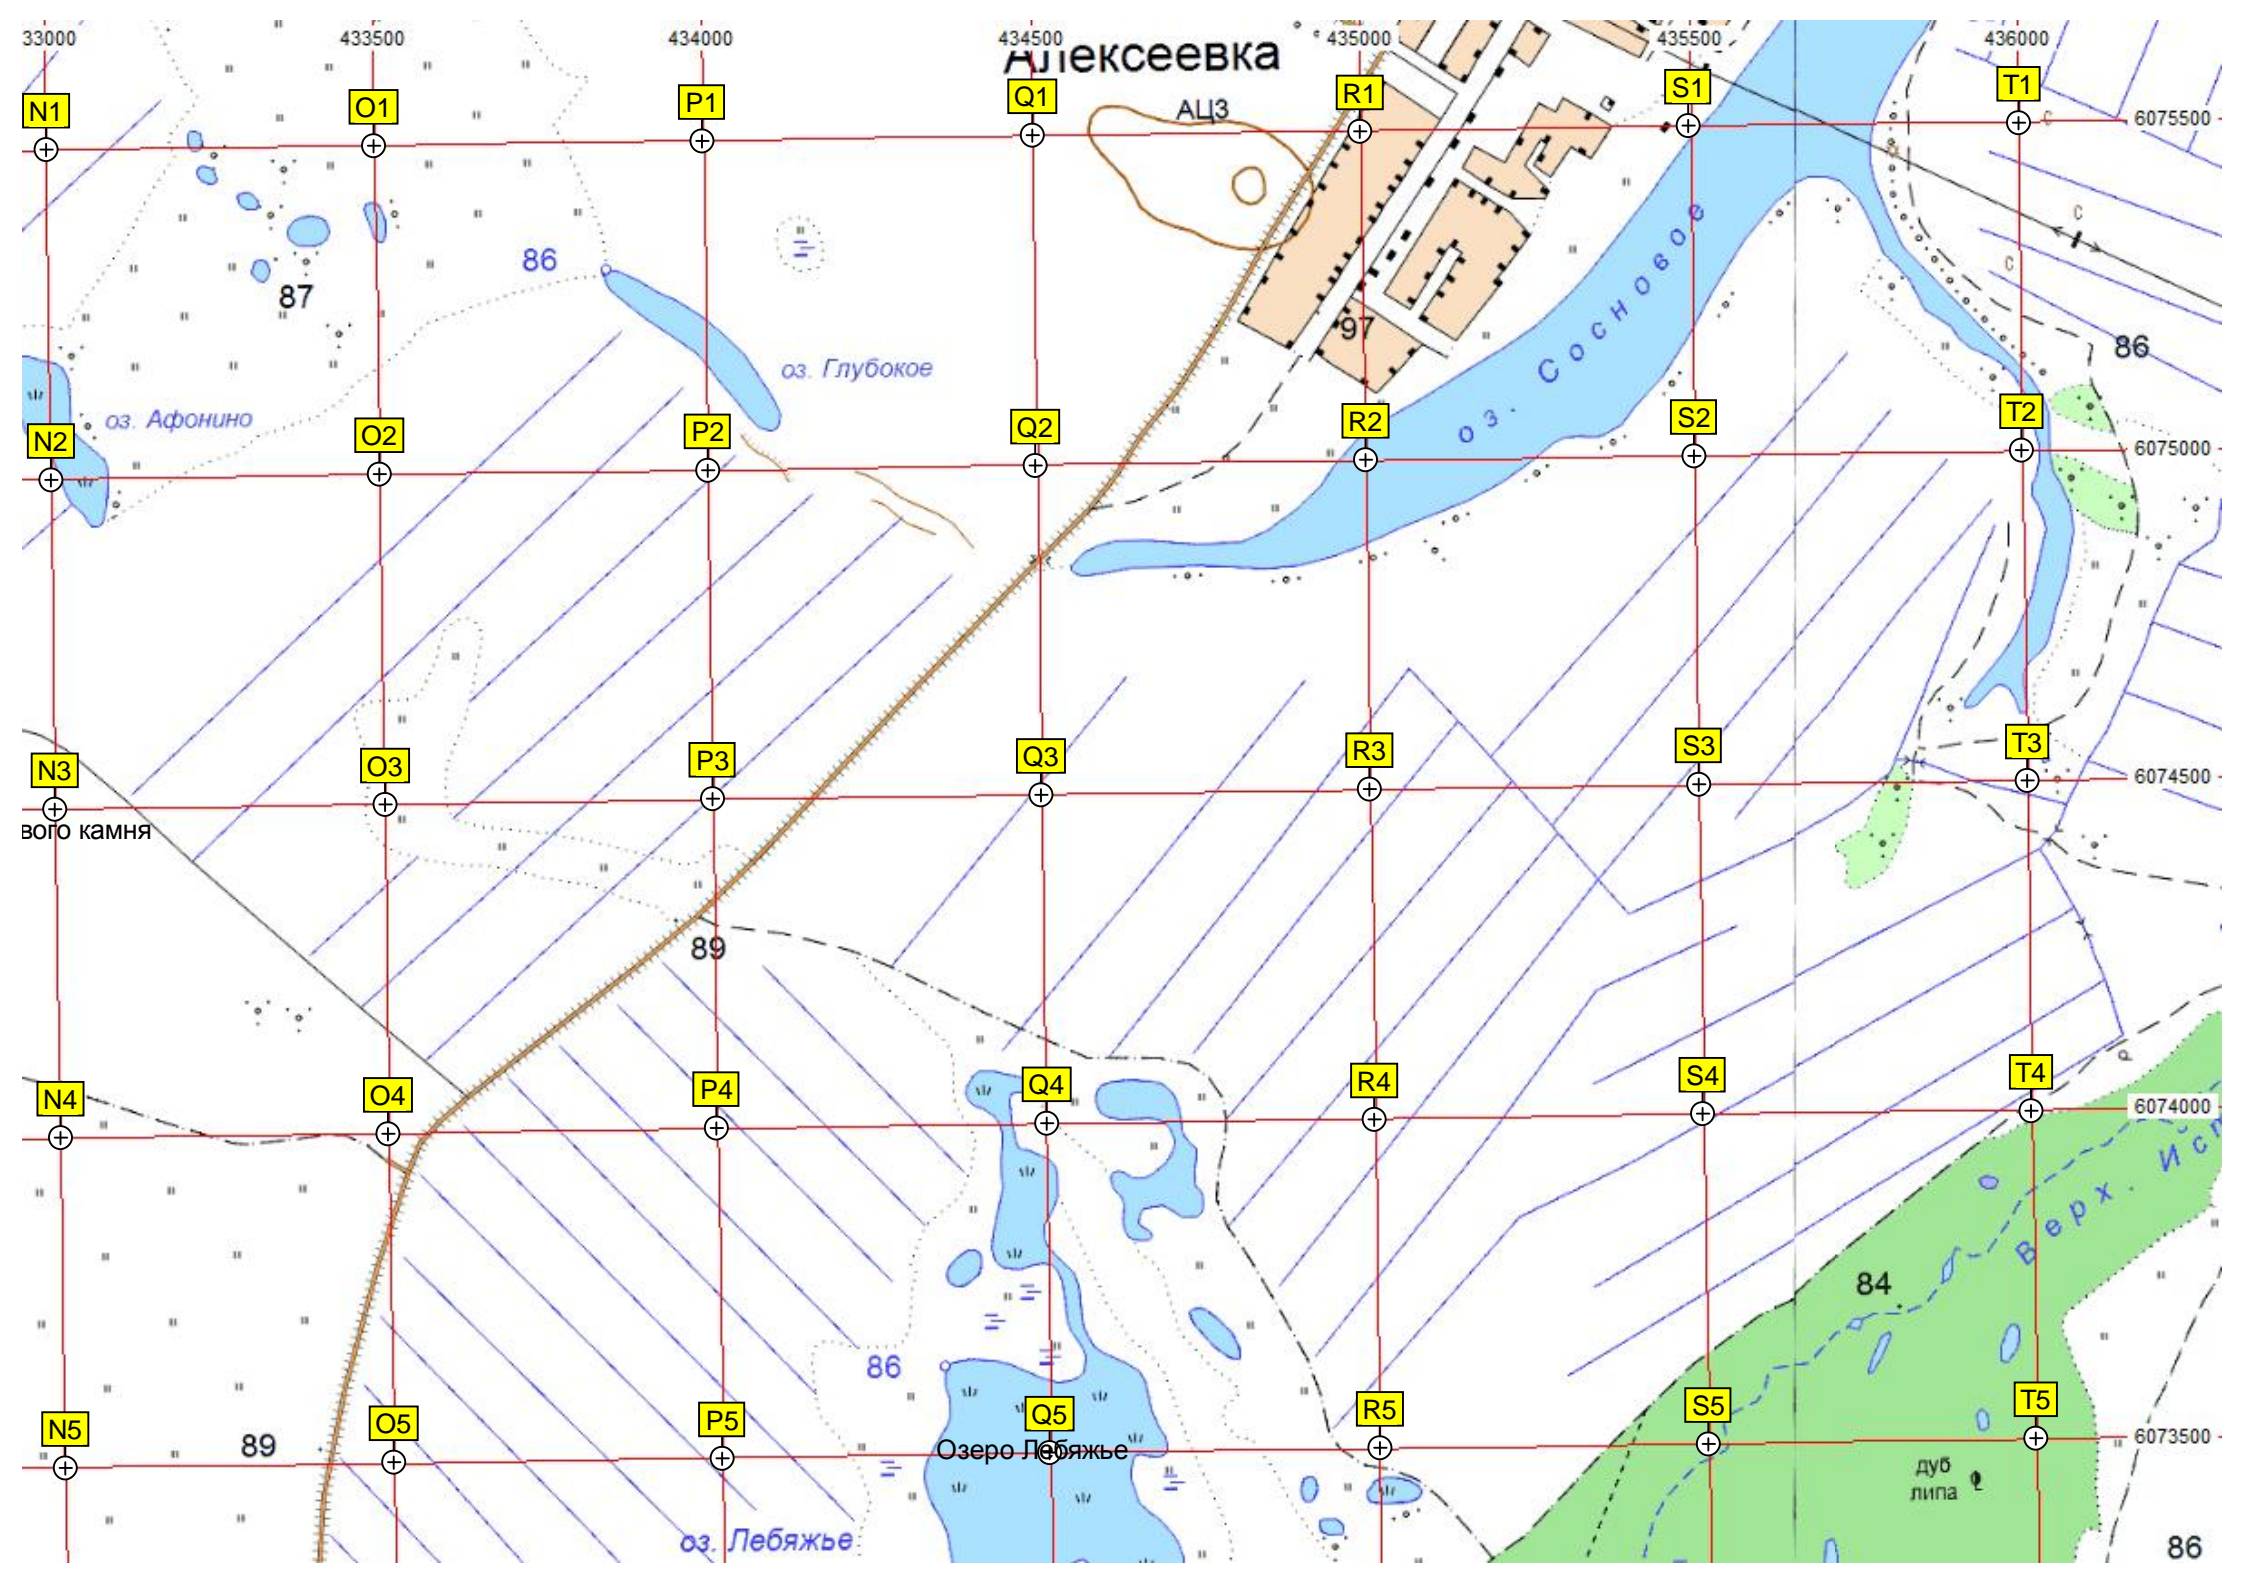 33000 433500 434000 434500 435000 435500 436000
Алексеевка
АЦЗ
N1 O1 P1 Q1 R1 S1 T1
6075500
С
оз. Сосновое
86
87
С
С
97
86
оз. Глубокое
оз. Афонино
N2 O2 P2 Q2 R2 S2 T2
6075000
N3 O3 P3 Q3 R3 S3 T3
6074500
вого камня
89
N4 O4 P4 Q4 R4 S4 T4
6074000
Верх. Исп
84
86
N5 O5 P5 Q5 R5 S5 T5
6073500
89
Озеро Лебяжье
дуб
липа
оз. Лебяжье
86